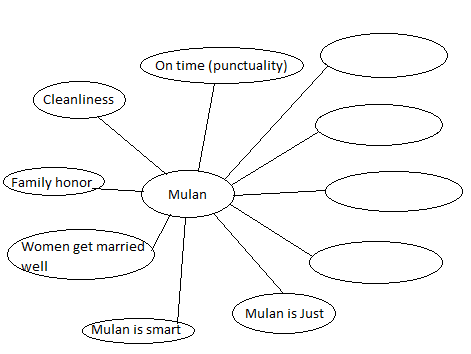 On time (punctuality)
Cleanliness
Family honor
Mulan
Women get married
well
Mulan is Just
Mulan is smart